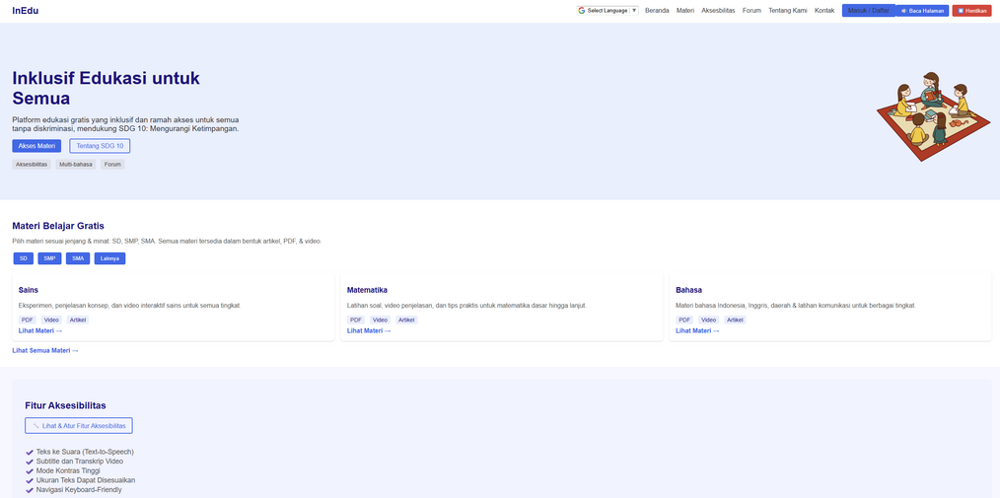 InEdu
Select Language ▼
Beranda Materi Aksesbilitas Forum Tentang Kami Kontak Masuk / Daftar Baca Halaman Hentikan
Inklusif Edukasi untuk
Semua
Platform edukasi gratis yang inklusif dan ramah akses untuk semua
tanpa diskriminasi, mendukung SDG 10: Mengurangi Ketimpangan.
Akses Materi Tentang SDG 10
Aksesibilitas Multi-bahasa Forum
Materi Belajar Gratis
Pilih materi sesuai jenjang & minat: SD, SMP, SMA. Semua materi tersedia dalam bentuk artikel, PDF, & video.
SD SMP SMA Lainnya
Sains
Eksperimen, penjelasan konsep, dan video interaktif sains untuk semua tingkat.
PDF Video Artikel
Lihat Materi →
Matematika
Latihan soal, video penjelasan, dan tips praktis untuk matematika dasar hingga lanjut.
PDF Video Artikel
Lihat Materi →
Bahasa
Materi bahasa Indonesia, Inggris, daerah & latihan komunikasi untuk berbagai tingkat.
PDF Video Artikel
Lihat Materi →
Lihat Semua Materi →
Fitur Aksesibilitas
Lihat & Atur Fitur Aksesibilitas
Teks ke Suara (Text-to-Speech)
Subtitle dan Transkrip Video
Mode Kontras Tinggi
Ukuran Teks Dapat Disesuaikan
Navigasi Keyboard-Friendly